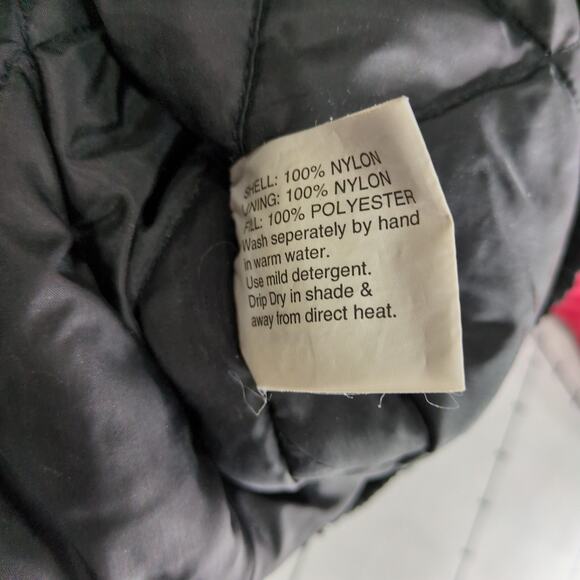 SHELL: 100% NYLON
LINING: 100% NYLON
FILL: 100% POLYESTER
Wash seperately by hand
in warm water.
Use mild detergent.
Drip Dry in shade &
away from direct heat.